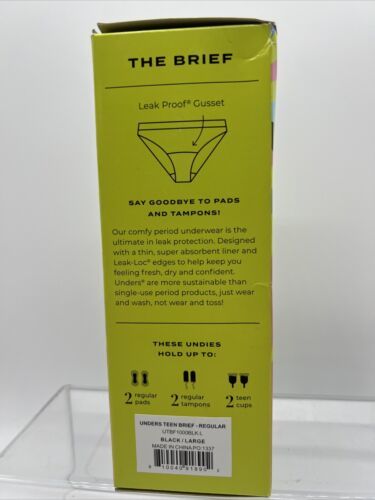 THE BRIEF
Leak Proof® Gusset
SAY GOODBYE TO PADS
AND TAMPONS!
Our comfy period underwear is the
ultimate in leak protection. Designed
with a thin, super absorbent liner and
Leak-Loc® edges to help keep you
feeling fresh, dry and confident.
Unders® are more sustainable than
single-use period products, just wear
and wash, not wear and toss!
THESE UNDIES
HOLD UP TO:
2 regular pads 2 regular tampons 2 teen cups
UNDERS TEEN BRIEF - REGULAR
UTBF1000BLK-L
BLACK / LARGE
MADE IN CHINA PO:1337